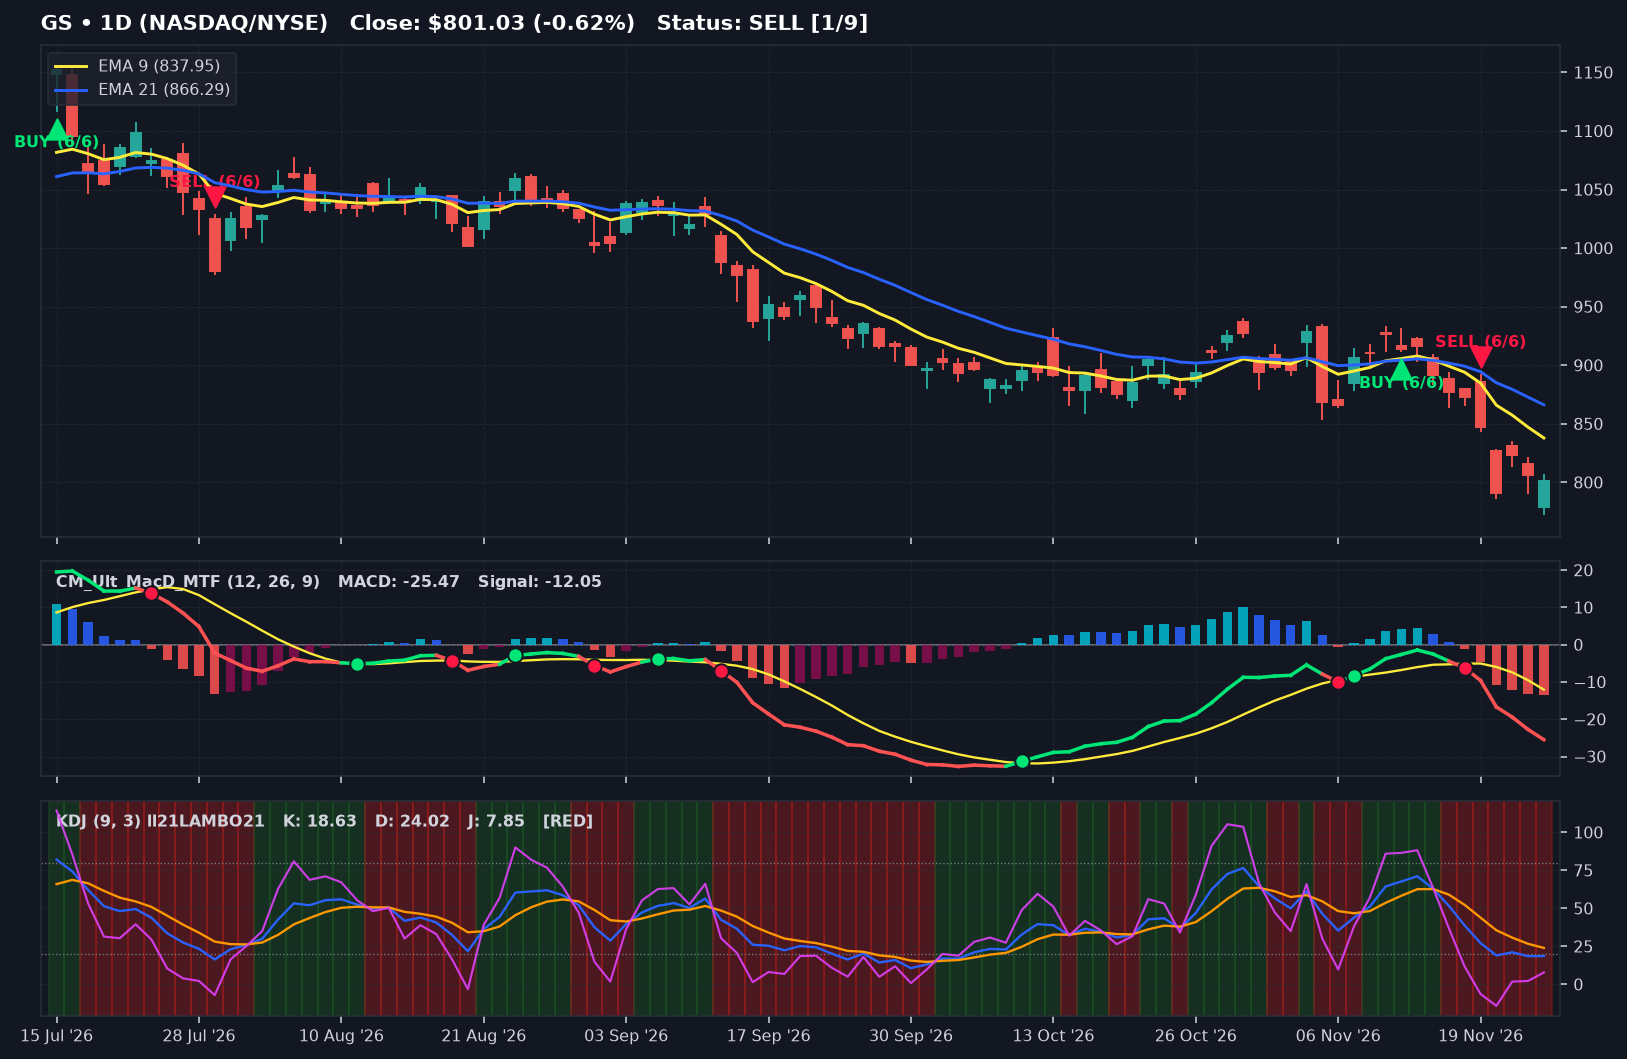 GS • 1D (NASDAQ/NYSE)   Close: $801.03 (-0.62%)   Status: SELL [1/9]
EMA 9 (837.95)
EMA 21 (866.29)
BUY (6/6)
SELL (6/6)
SELL (6/6)
BUY (6/6)
1150
1100
1050
1000
950
900
850
800
CM_Ult_MacD_MTF (12, 26, 9)   MACD: -25.47   Signal: -12.05
20
10
0
−10
−20
−30
KDJ (9, 3) II21LAMBO21   K: 18.63   D: 24.02   J: 7.85   [RED]
100
75
50
25
0
15 Jul '26
28 Jul '26
10 Aug '26
21 Aug '26
03 Sep '26
17 Sep '26
30 Sep '26
13 Oct '26
26 Oct '26
06 Nov '26
19 Nov '26